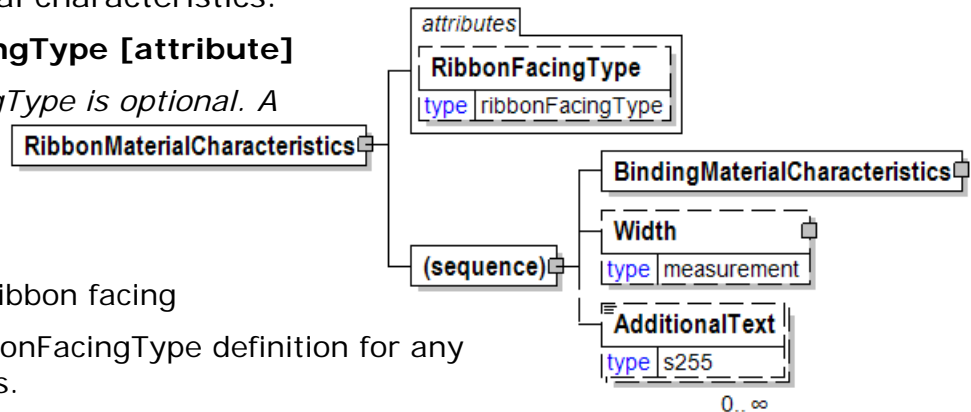 al characteristics.
ngType [attribute]
gType is optional. A
ibbon facing
onFacingType definition for any
s.
attributes
RibbonFacingType
type ribbonFacingType
RibbonMaterialCharacteristics
(sequence)
BindingMaterialCharacteristics
Width
type measurement
AdditionalText
type s255
0..∞